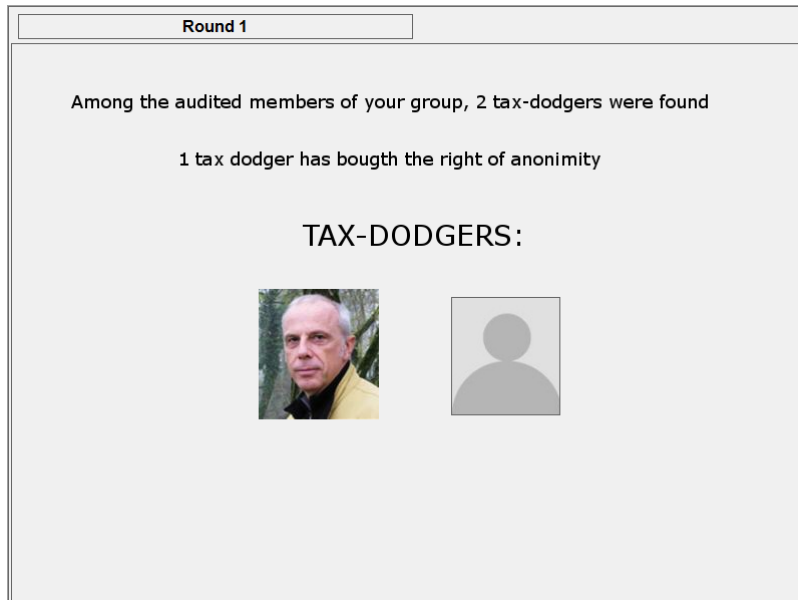 Round 1
Among the audited members of your group, 2 tax-dodgers were found
1 tax dodger has bougth the right of anonimity
TAX-DODGERS: